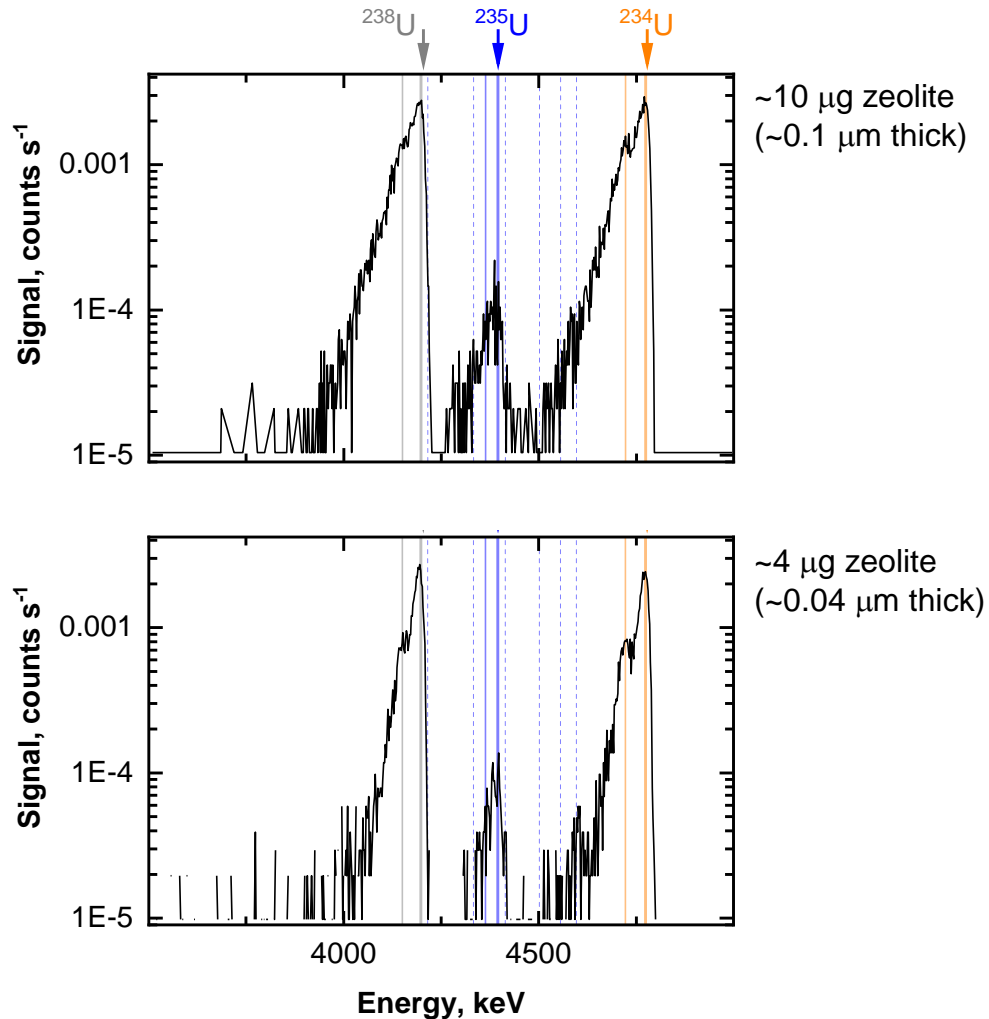 ²³⁸U ²³⁵U ²³⁴U
~10 μg zeolite
(~0.1 μm thick)
Signal, counts s⁻¹
0.001
1E-4
1E-5
~4 μg zeolite
(~0.04 μm thick)
Signal, counts s⁻¹
0.001
1E-4
1E-5
4000 4500
Energy, keV